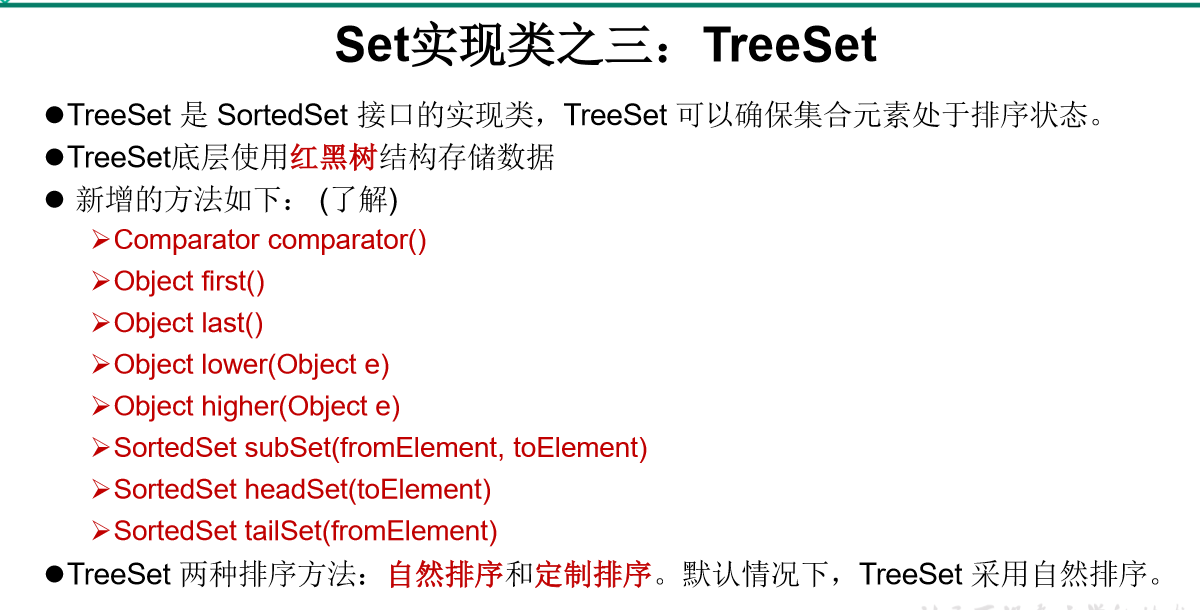 Set实现类之三：TreeSet
●TreeSet 是 SortedSet 接口的实现类，TreeSet 可以确保集合元素处于排序状态。
●TreeSet底层使用红黑树结构存储数据
● 新增的方法如下： (了解)
➢Comparator comparator()
➢Object first()
➢Object last()
➢Object lower(Object e)
➢Object higher(Object e)
➢SortedSet subSet(fromElement, toElement)
➢SortedSet headSet(toElement)
➢SortedSet tailSet(fromElement)
●TreeSet 两种排序方法：自然排序和定制排序。默认情况下，TreeSet 采用自然排序。